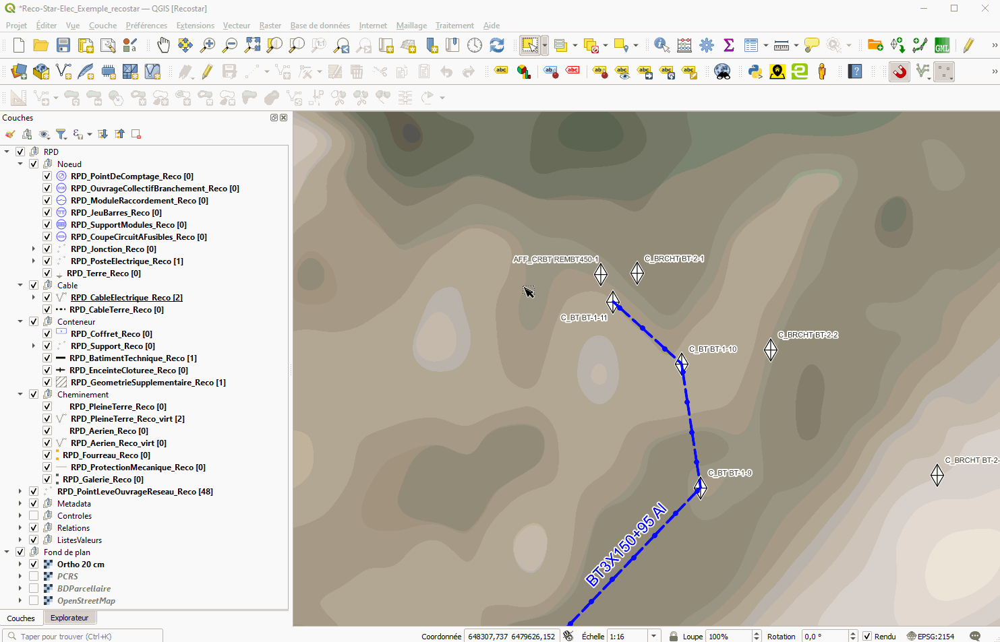 *Reco-Star-Elec_Exemple_recostar — QGIS [Recostar]
Projet Éditer Vue Couche Préférences Extensions Vecteur Raster Base de données Internet Maillage Traitement Aide
Couches
RPD
Noeud
RPD_PointDeComptage_Reco [0]
RPD_OuvrageCollectifBranchement_Reco [0]
RPD_ModuleRaccordement_Reco [0]
RPD_JeuBarres_Reco [0]
RPD_SupportModules_Reco [0]
RPD_CoupeCircuitAFusibles_Reco [0]
RPD_Jonction_Reco [0]
RPD_PosteElectrique_Reco [1]
RPD_Terre_Reco [0]
Cable
RPD_CableElectrique_Reco [2]
RPD_CableTerre_Reco [0]
Conteneur
RPD_Coffret_Reco [0]
RPD_Support_Reco [0]
RPD_BatimentTechnique_Reco [1]
RPD_EnceinteCloturee_Reco [0]
RPD_GeometrieSupplementaire_Reco [1]
Cheminement
RPD_PleineTerre_Reco [0]
RPD_PleineTerre_Reco_virt [2]
RPD_Aerien_Reco [0]
RPD_Aerien_Reco_virt [0]
RPD_Fourreau_Reco [0]
RPD_ProtectionMecanique_Reco [0]
RPD_Galerie_Reco [0]
RPD_PointLeveOuvrageReseau_Reco [48]
Metadata
Controles
Relations
ListesValeurs
Fond de plan
Ortho 20 cm
PCRS
BDParcellaire
OpenStreetMap
Couches Explorateur
AFF_CRBT REMBT450-1
C_BRCHT BT-2-1
C_BT BT-1-11
C_BRCHT BT-2-2
C_BT BT-1-10
C_BRCHT BT-2-
C_BT BT-1-9
BT3X150+95 Al
Taper pour trouver (Ctrl+K)
Coordonnée 648307,737 6479626,152 Échelle 1:16 Loupe 100% Rotation 0,0 ° Rendu EPSG:2154